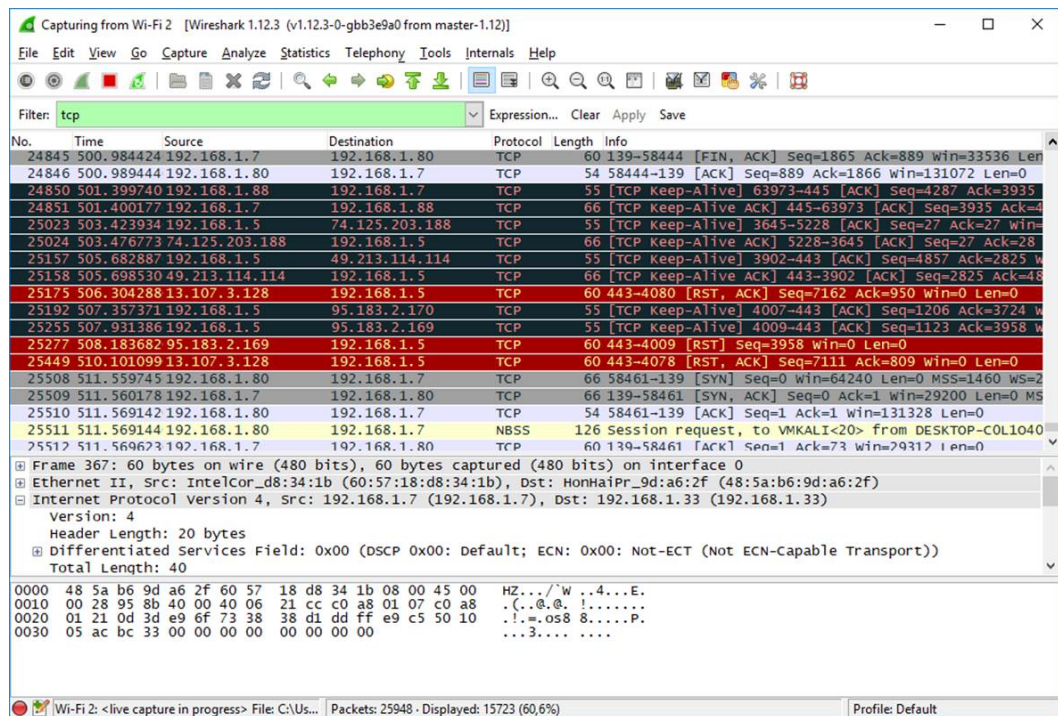 Capturing from Wi-Fi 2 [Wireshark 1.12.3 (v1.12.3-0-gbb3e9a0 from master-1.12)]
File Edit View Go Capture Analyze Statistics Telephony Tools Internals Help
Filter: tcp Expression... Clear Apply Save
No. Time Source Destination Protocol Length Info
24845 500.984424 192.168.1.7 192.168.1.80 TCP 60 139→58444 [FIN, ACK] Seq=1865 Ack=889 Win=33536 Len
24846 500.989444 192.168.1.80 192.168.1.7 TCP 54 58444→139 [ACK] Seq=889 Ack=1866 Win=131072 Len=0
24850 501.399740 192.168.1.88 192.168.1.7 TCP 55 [TCP Keep-Alive] 63973→445 [ACK] Seq=4287 Ack=3935
24851 501.400177 192.168.1.7 192.168.1.88 TCP 66 [TCP Keep-Alive ACK] 445→63973 [ACK] Seq=3935 Ack=4
25023 503.423934 192.168.1.5 74.125.203.188 TCP 55 [TCP Keep-Alive] 3645→5228 [ACK] Seq=27 Ack=27 Win=
25024 503.476773 74.125.203.188 192.168.1.5 TCP 66 [TCP Keep-Alive ACK] 5228→3645 [ACK] Seq=27 Ack=28
25157 505.682887 192.168.1.5 49.213.114.114 TCP 55 [TCP Keep-Alive] 3902→443 [ACK] Seq=4857 Ack=2825 W
25158 505.698530 49.213.114.114 192.168.1.5 TCP 66 [TCP Keep-Alive ACK] 443→3902 [ACK] Seq=2825 Ack=48
25175 506.304288 13.107.3.128 192.168.1.5 TCP 60 443→4080 [RST, ACK] Seq=7162 Ack=950 Win=0 Len=0
25192 507.357371 192.168.1.5 95.183.2.170 TCP 55 [TCP Keep-Alive] 4007→443 [ACK] Seq=1206 Ack=3724 W
25255 507.931386 192.168.1.5 95.183.2.169 TCP 55 [TCP Keep-Alive] 4009→443 [ACK] Seq=1123 Ack=3958 W
25277 508.183682 95.183.2.169 192.168.1.5 TCP 60 443→4009 [RST] Seq=3958 Win=0 Len=0
25449 510.101099 13.107.3.128 192.168.1.5 TCP 60 443→4078 [RST, ACK] Seq=7111 Ack=809 Win=0 Len=0
25508 511.559745 192.168.1.80 192.168.1.7 TCP 66 58461→139 [SYN] Seq=0 Win=64240 Len=0 MSS=1460 WS=2
25509 511.560178 192.168.1.7 192.168.1.80 TCP 66 139→58461 [SYN, ACK] Seq=0 Ack=1 Win=29200 Len=0 MS
25510 511.569142 192.168.1.80 192.168.1.7 TCP 54 58461→139 [ACK] Seq=1 Ack=1 Win=131328 Len=0
25511 511.569144 192.168.1.80 192.168.1.7 NBSS 126 Session request, to VMKALI<20> from DESKTOP-C0L1O40
25512 511.569623 192.168.1.7 192.168.1.80 TCP 60 139→58461 [ACK] Seq=1 Ack=73 Win=29312 Len=0
Frame 367: 60 bytes on wire (480 bits), 60 bytes captured (480 bits) on interface 0
Ethernet II, Src: IntelCor_d8:34:1b (60:57:18:d8:34:1b), Dst: HonHaiPr_9d:a6:2f (48:5a:b6:9d:a6:2f)
Internet Protocol Version 4, Src: 192.168.1.7 (192.168.1.7), Dst: 192.168.1.33 (192.168.1.33)
Version: 4
Header Length: 20 bytes
Differentiated Services Field: 0x00 (DSCP 0x00: Default; ECN: 0x00: Not-ECT (Not ECN-Capable Transport))
Total Length: 40
0000 48 5a b6 9d a6 2f 60 57 18 d8 34 1b 08 00 45 00 HZ.../`W ..4...E.
0010 00 28 95 8b 40 00 40 06 21 cc c0 a8 01 07 c0 a8 .(..@.@. !.......
0020 01 21 0d 3d e9 6f 73 38 38 d1 dd ff e9 c5 50 10 .!.=.os8 8.....P.
0030 05 ac bc 33 00 00 00 00 00 00 00 00 ...3.... ....
Wi-Fi 2: <live capture in progress> File: C:\Us... Packets: 25948 · Displayed: 15723 (60,6%) Profile: Default